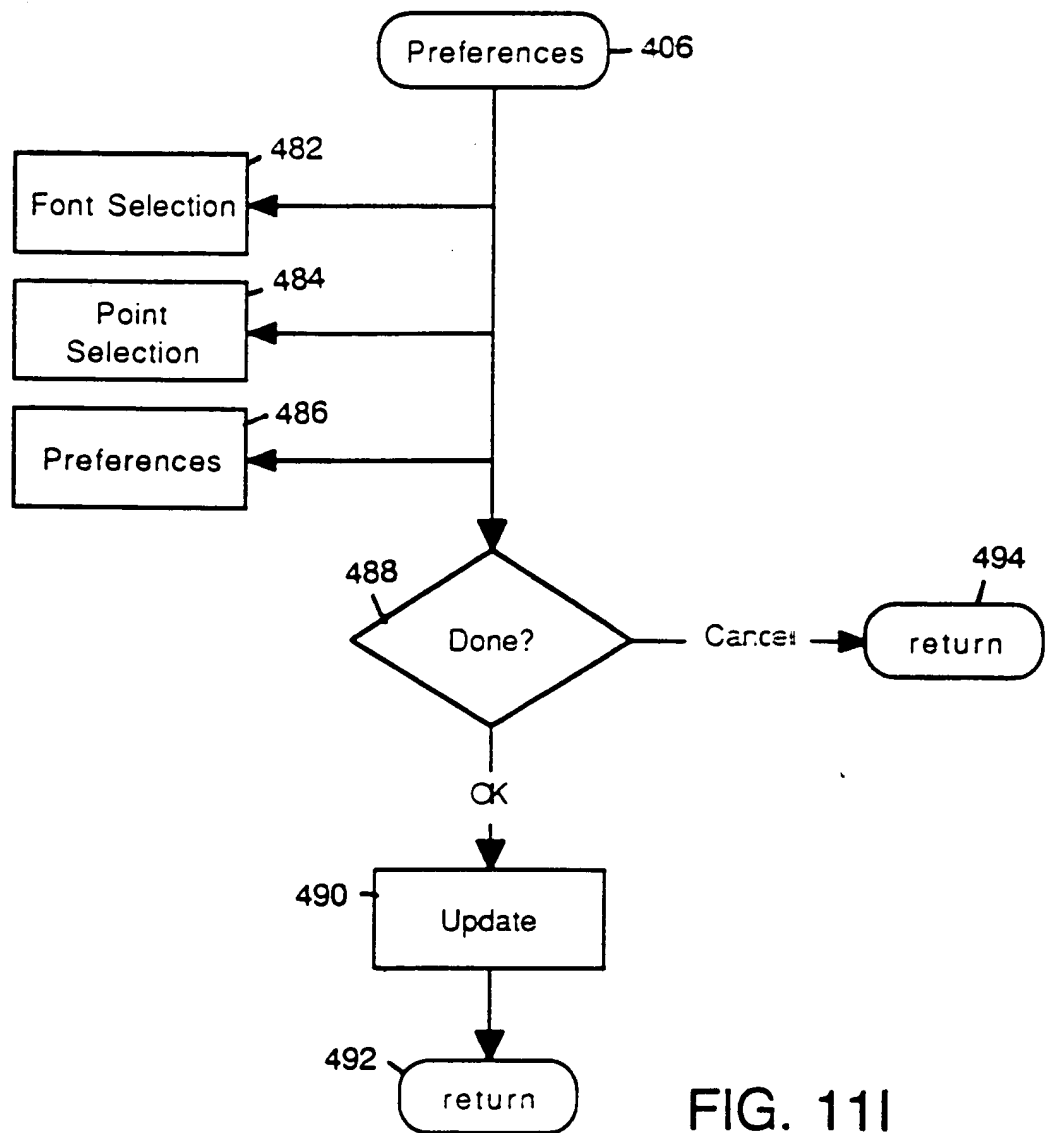 Preferences
406
482
Font Selection
484
Point
Selection
486
Preferences
488
Done?
Cancel
494
return
OK
490
Update
492
return
FIG. 11I